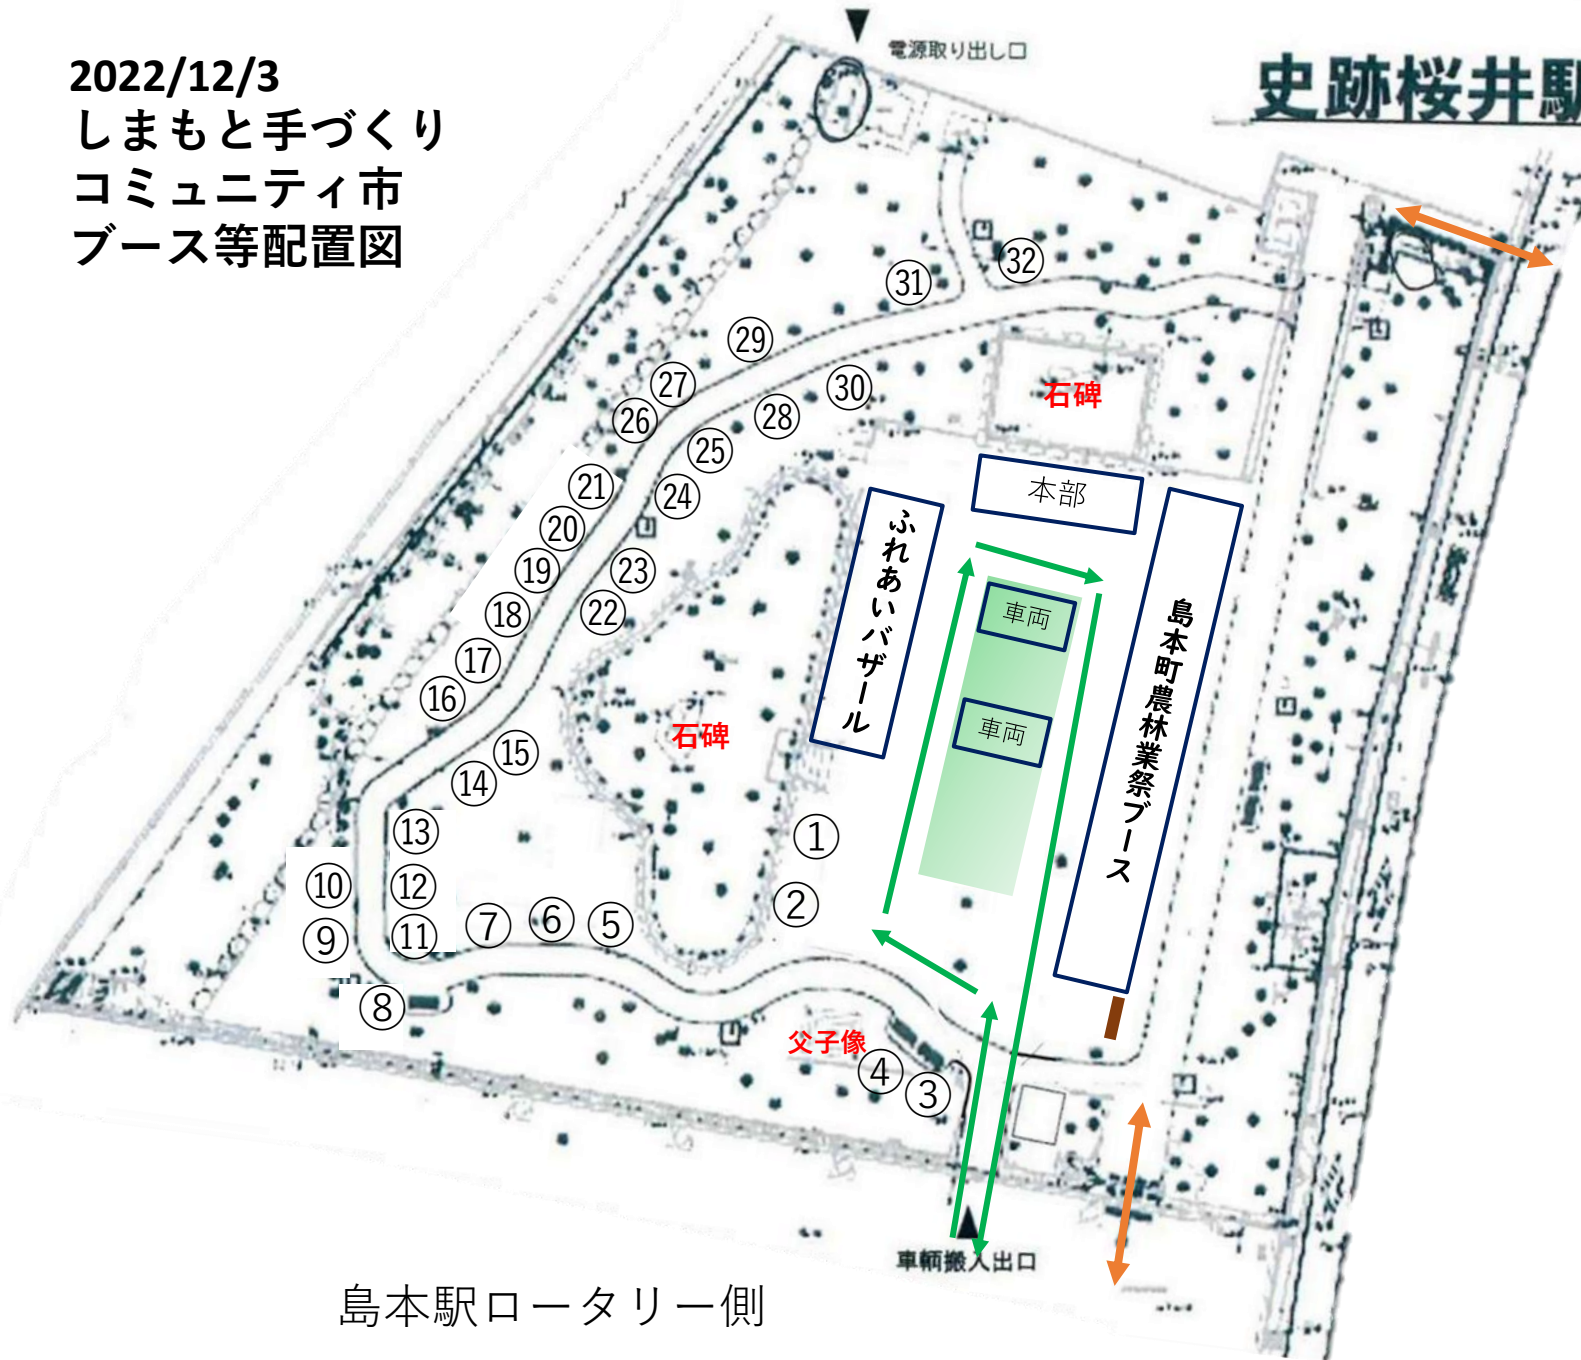 2022/12/3
しまもと手づくり
コミュニティ市
ブース等配置図
電源取り出し口
史跡桜井駅
㉜
㉛
㉙
㉗
㉖
㉚
㉘
㉕
㉔
㉑
⑳
⑲
⑱
⑰
⑯
㉓
㉒
⑮
⑭
⑬
⑫
⑪
⑩
⑨
⑧
⑦
⑥
⑤
①
②
④
③
石碑
本部
ふれあいバザール
車両
車両
島本町農林業祭ブース
石碑
父子像
車輌搬入出口
島本駅ロータリー側